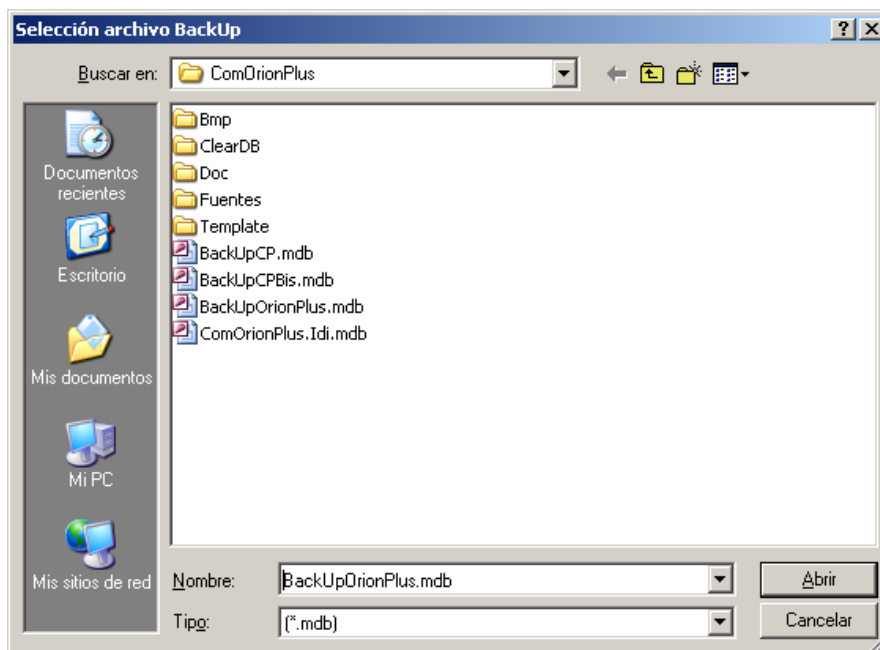 Selección archivo BackUp
Buscar en: ComOrionPlus
Documentos
recientes
Escritorio
Mis documentos
Mi PC
Mis sitios de red
Bmp
ClearDB
Doc
Fuentes
Template
BackUpCP.mdb
BackUpCPBis.mdb
BackUpOrionPlus.mdb
ComOrionPlus.Idi.mdb
Nombre: BackUpOrionPlus.mdb Abrir
Tipo: (*.mdb) Cancelar